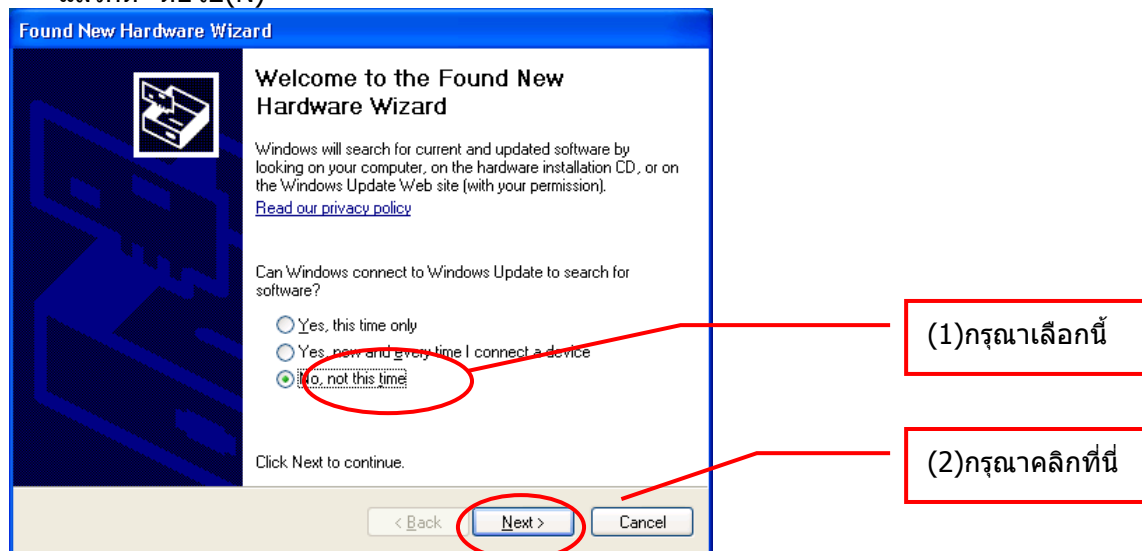 Found New Hardware Wizard
Welcome to the Found New
Hardware Wizard
Windows will search for current and updated software by
looking on your computer, on the hardware installation CD, or on
the Windows Update Web site (with your permission).
Read our privacy policy
Can Windows connect to Windows Update to search for
software?
Yes, this time only
Yes, now and every time I connect a device
No, not this time
(1)กรุณาเลือกนี้
Click Next to continue.
(2)กรุณาคลิกที่นี่
< Back
Next >
Cancel